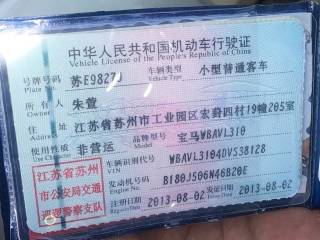 中华人民共和国机动车行驶证
Vehicle License of the People's Republic of China
号牌号码 苏E9827J 车辆类型 小型普通客车
Plate No. Vehicle Type
所有人 朱萱
Owner
住址 江苏省苏州市工业园区宏葑四村19幢205室
Address
使用性质 非营运 品牌型号 宝马WBAVL310
Use Character Model
江苏省苏州 车辆识别代号 WBAVL3104DVS38128
VIN
市公安局交通 发动机号码 B180J506N46B20E
Engine No.
巡逻警察支队 注册日期 2013-08-02 发证日期 2013-08-02
Register Date Issue Date